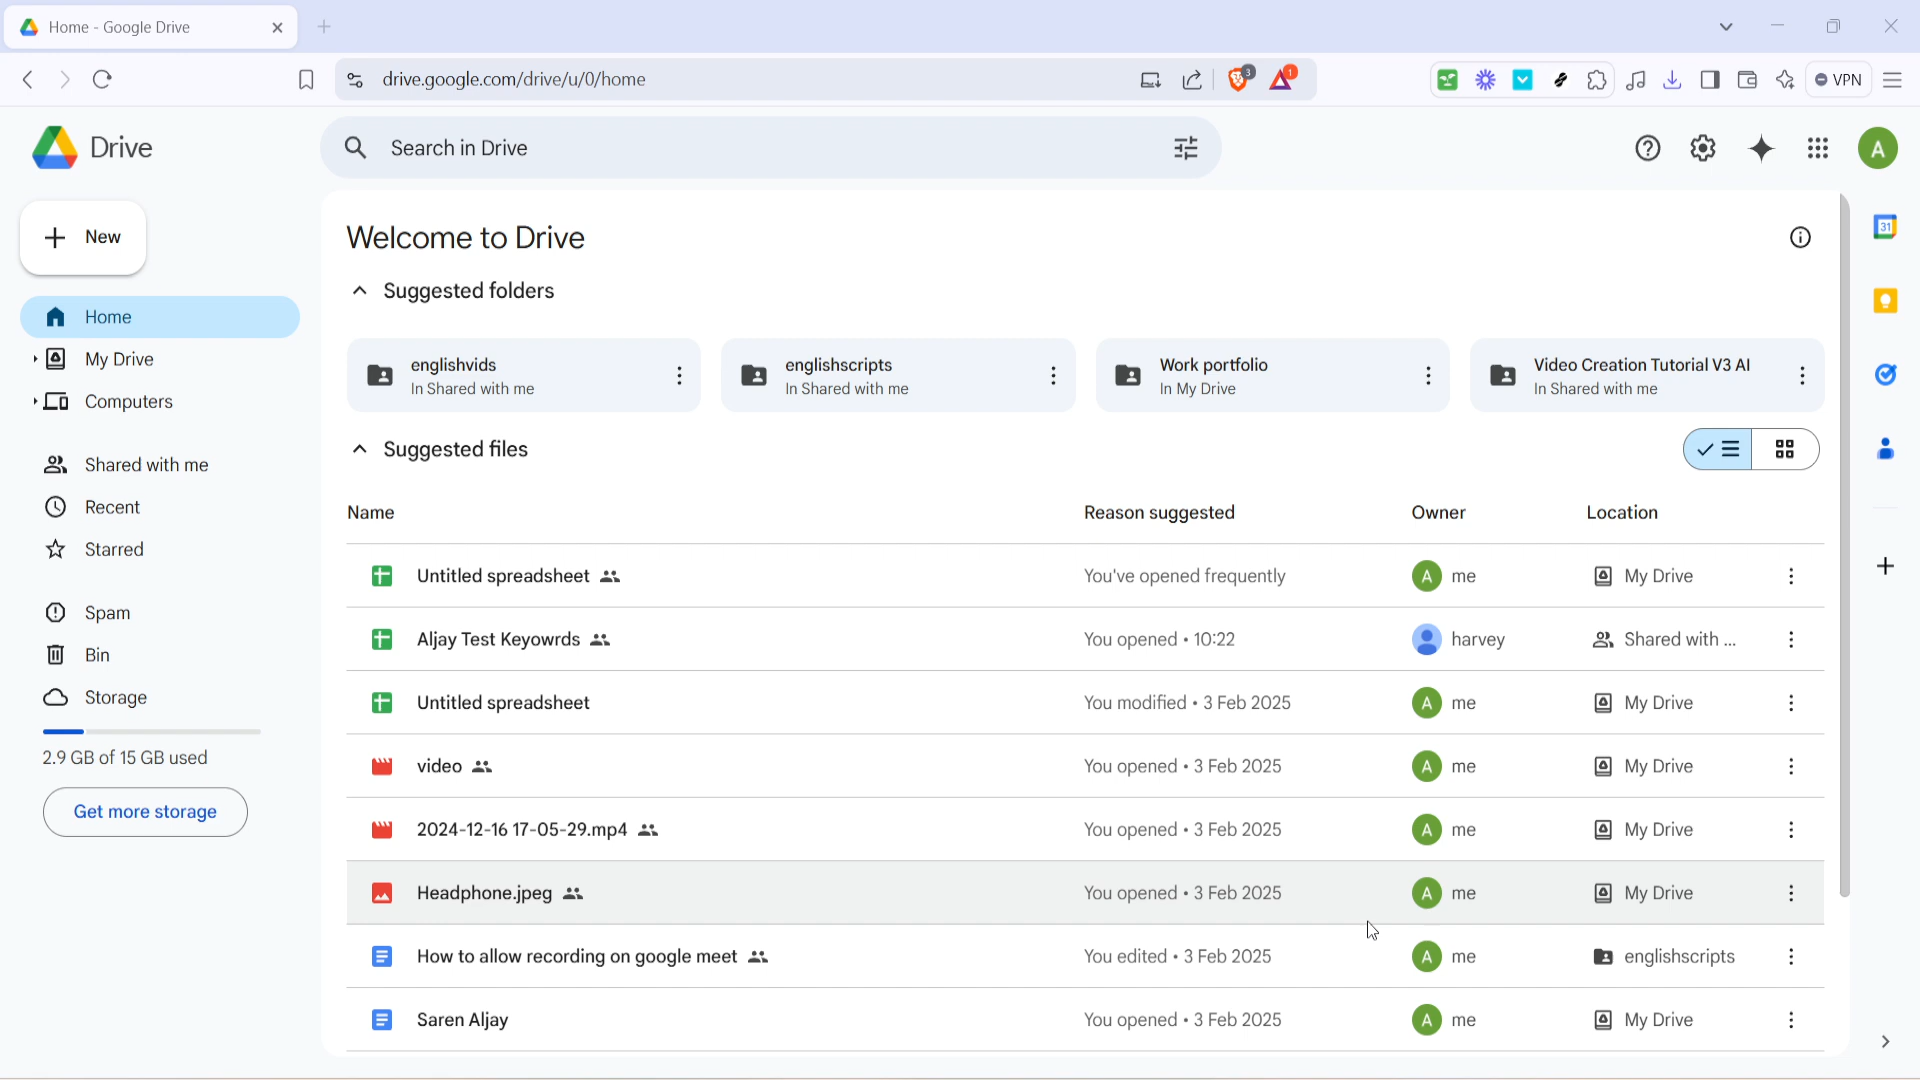 Home - Google Drive
drive.google.com/drive/u/0/home
3
1
VPN
Drive
Search in Drive
A
New
Welcome to Drive
31
Suggested folders
Home
My Drive
Computers
englishvids
In Shared with me
englishscripts
In Shared with me
Work portfolio
In My Drive
Video Creation Tutorial V3 AI
In Shared with me
Suggested files
Shared with me
Recent
Starred
Spam
Bin
Storage
2.9 GB of 15 GB used
Get more storage
Name Reason suggested Owner Location
Untitled spreadsheet You've opened frequently A me My Drive
Aljay Test Keyowrds You opened • 10:22 harvey Shared with ...
Untitled spreadsheet You modified • 3 Feb 2025 A me My Drive
video You opened • 3 Feb 2025 A me My Drive
2024-12-16 17-05-29.mp4 You opened • 3 Feb 2025 A me My Drive
Headphone.jpeg You opened • 3 Feb 2025 A me My Drive
How to allow recording on google meet You edited • 3 Feb 2025 A me englishscripts
Saren Aljay You opened • 3 Feb 2025 A me My Drive